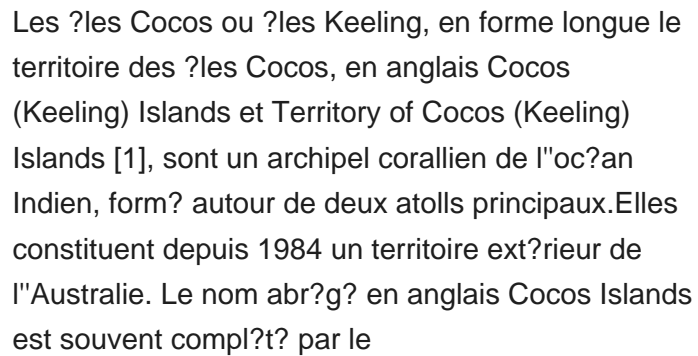 Les ?les Cocos ou ?les Keeling, en forme longue le
territoire des ?les Cocos, en anglais Cocos
(Keeling) Islands et Territory of Cocos (Keeling)
Islands [1], sont un archipel corallien de l"oc?an
Indien, form? autour de deux atolls principaux.Elles
constituent depuis 1984 un territoire ext?rieur de
l"Australie. Le nom abr?g? en anglais Cocos Islands
est souvent compl?t? par le